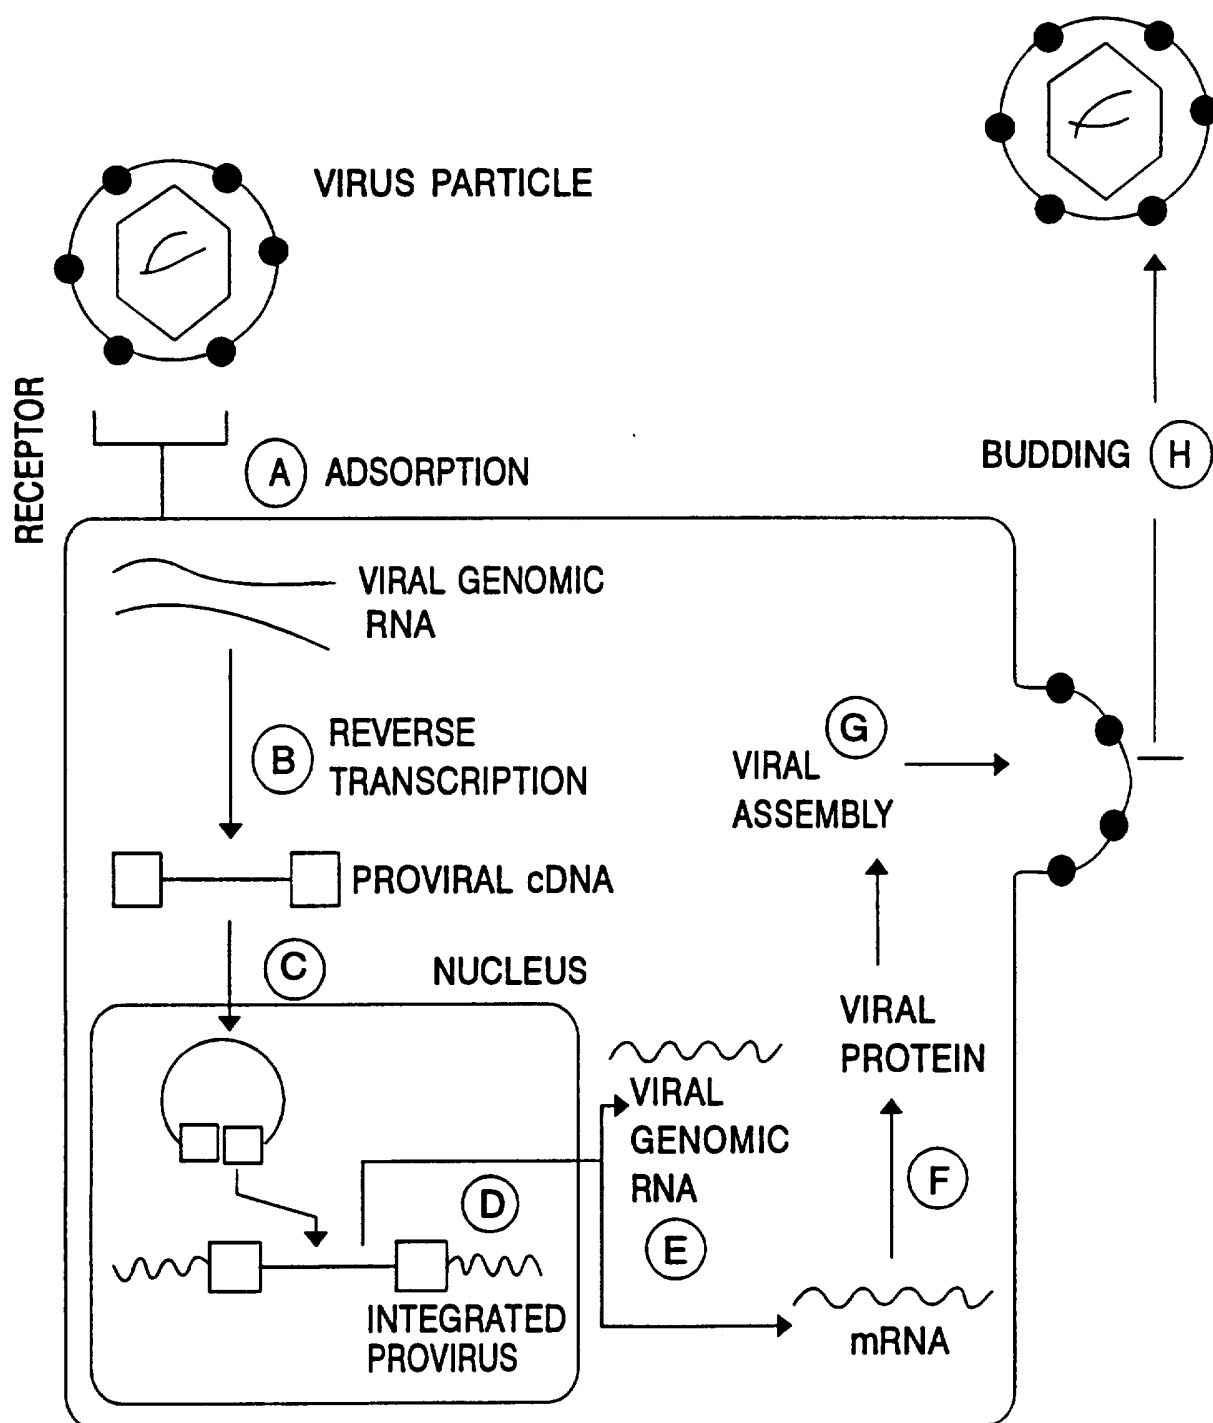 VIRUS PARTICLE
RECEPTOR
A ADSORPTION
BUDDING H
VIRAL GENOMIC
RNA
B REVERSE
TRANSCRIPTION
G
VIRAL
ASSEMBLY
PROVIRAL cDNA
C
NUCLEUS
VIRAL
PROTEIN
VIRAL
GENOMIC
RNA
E
F
D
INTEGRATED
PROVIRUS
mRNA